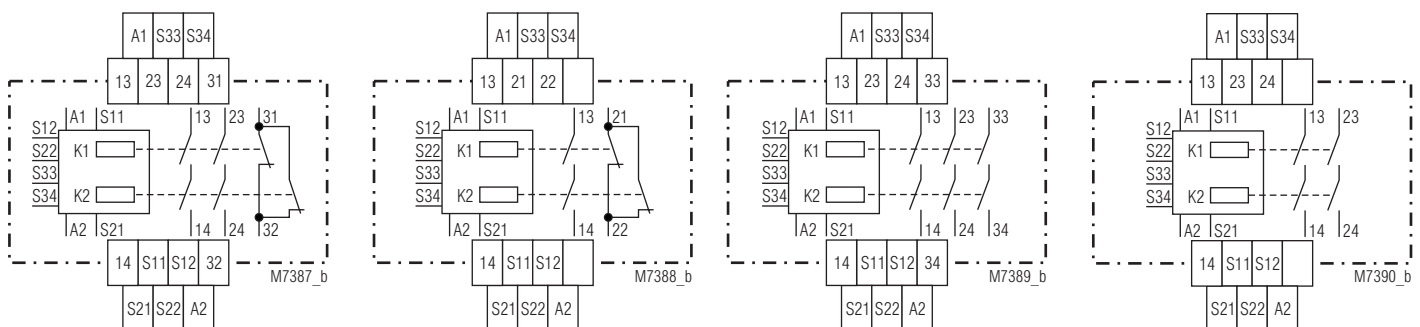 A1 S33 S34
13 23 24 31
A1 S11 13 23 31
S12
S22 K1
S33
S34 K2
A2 S21 14 24 32
14 S11 S12 32
M7387_b
S21 S22 A2
A1 S33 S34
13 21 22
A1 S11 13 21
S12
S22 K1
S33
S34 K2
A2 S21 14 22
14 S11 S12
M7388_b
S21 S22 A2
A1 S33 S34
13 23 24 33
A1 S11 13 23 33
S12
S22 K1
S33
S34 K2
A2 S21 14 24 34
14 S11 S12 34
M7389_b
S21 S22 A2
A1 S33 S34
13 23 24
A1 S11 13 23
S12
S22 K1
S33
S34 K2
A2 S21 14 24
14 S11 S12
M7390_b
S21 S22 A2